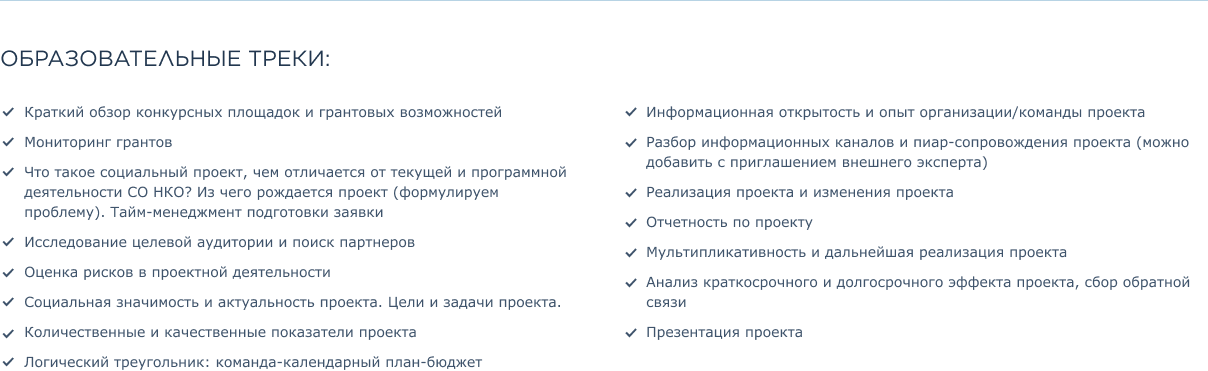 ОБРАЗОВАТЕЛЬНЫЕ ТРЕКИ:
Краткий обзор конкурсных площадок и грантовых возможностей
Мониторинг грантов
Что такое социальный проект, чем отличается от текущей и программной
деятельности СО НКО? Из чего рождается проект (формулируем
проблему). Тайм-менеджмент подготовки заявки
Исследование целевой аудитории и поиск партнеров
Оценка рисков в проектной деятельности
Социальная значимость и актуальность проекта. Цели и задачи проекта.
Количественные и качественные показатели проекта
Логический треугольник: команда-календарный план-бюджет
Информационная открытость и опыт организации/команды проекта
Разбор информационных каналов и пиар-сопровождения проекта (можно
добавить с приглашением внешнего эксперта)
Реализация проекта и изменения проекта
Отчетность по проекту
Мультипликативность и дальнейшая реализация проекта
Анализ краткосрочного и долгосрочного эффекта проекта, сбор обратной
связи
Презентация проекта